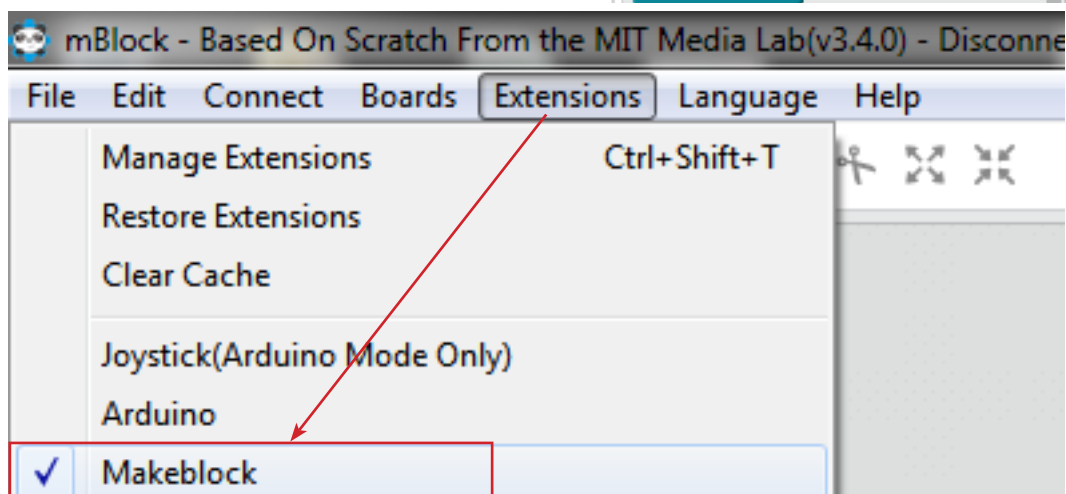 mBlock - Based On Scratch From the MIT Media Lab(v3.4.0) - Disconne
File Edit Connect Boards Extensions Language Help
Manage Extensions Ctrl+Shift+T
Restore Extensions
Clear Cache
Joystick(Arduino Mode Only)
Arduino
Makeblock